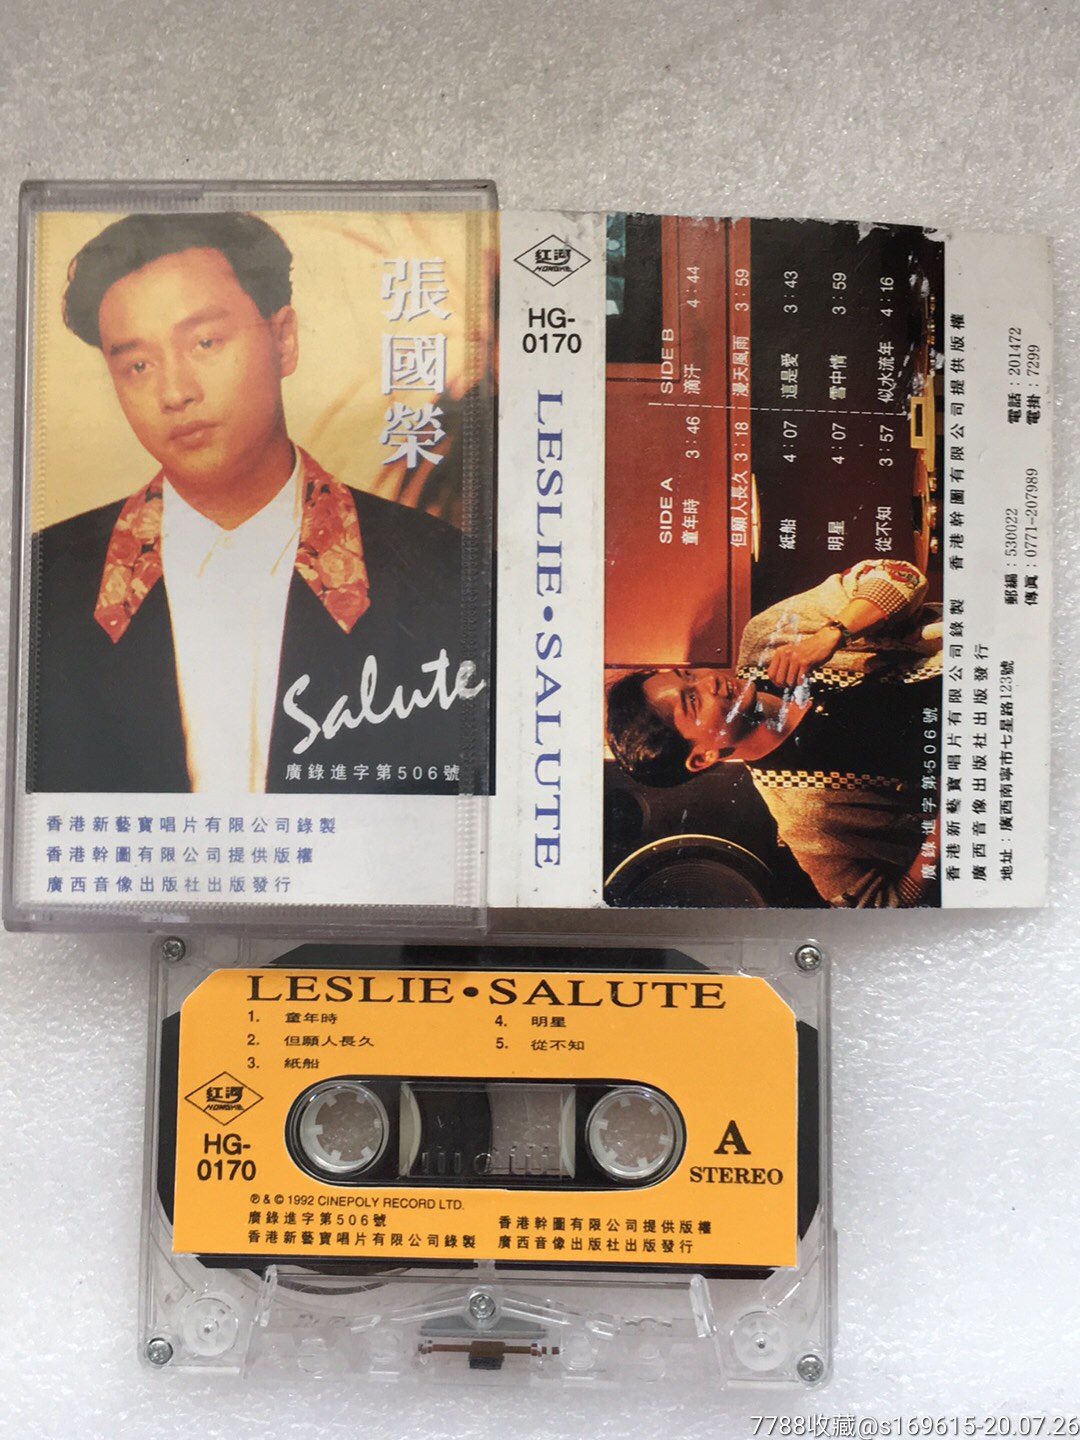 張國榮
Salute
廣錄進字第506號
香港新藝寶唱片有限公司錄製
香港幹圖有限公司提供版權
廣西音像出版社出版發行
红河
HONGHE
HG-
0170
LESLIE•SALUTE
SIDE A
童年時 3:46
但願人長久 3:18
紙船 4:07
明星 4:07
從不知 3:57
SIDE B
滴汗 4:44
漫天風雨 3:59
這是愛 3:43
雪中情 3:59
似水流年 4:16
廣錄進字第506號
香港新藝寶唱片有限公司錄製 香港幹圖有限公司提供版權
廣西音像出版社出版發行
地址:廣西南寧市七星路123號 郵編:530022 電話:201472
傳眞:0771-207989 電掛:7299
LESLIE•SALUTE
1. 童年時
2. 但願人長久
3. 紙船
4. 明星
5. 從不知
红河
HONGHE
HG-
0170
A
STEREO
℗ & © 1992 CINEPOLY RECORD LTD.
廣錄進字第506號
香港新藝寶唱片有限公司錄製
香港幹圖有限公司提供版權
廣西音像出版社出版發行
7788收藏@s169615-20.07.26